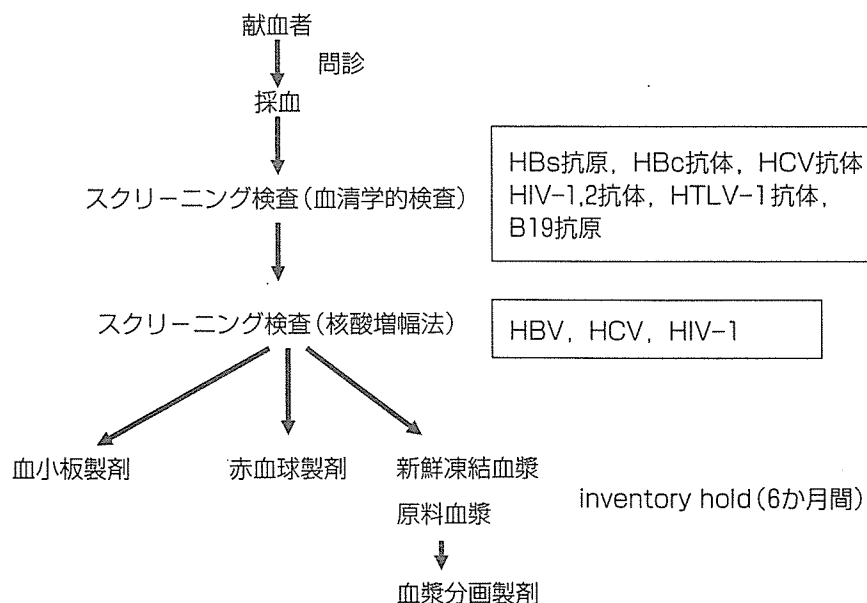 献血者
問診
採血
スクリーニング検査(血清学的検査)
HBs抗原, HBc抗体, HCV抗体
HIV-1,2抗体, HTLV-1抗体,
B19抗原
スクリーニング検査(核酸増幅法)
HBV, HCV, HIV-1
血小板製剤
赤血球製剤
新鮮凍結血漿
原料血漿
inventory hold(6か月間)
血漿分画製剤